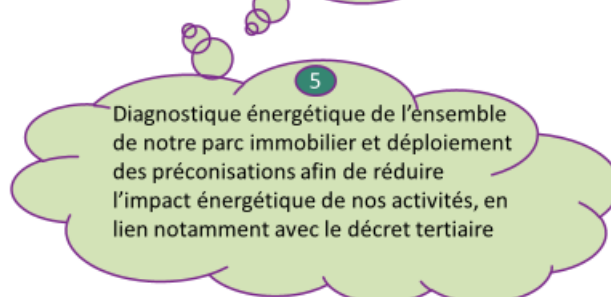 5
Diagnostique énergétique de l'ensemble
de notre parc immobilier et déploiement
des préconisations afin de réduire
l'impact énergétique de nos activités, en
lien notamment avec le décret tertiaire